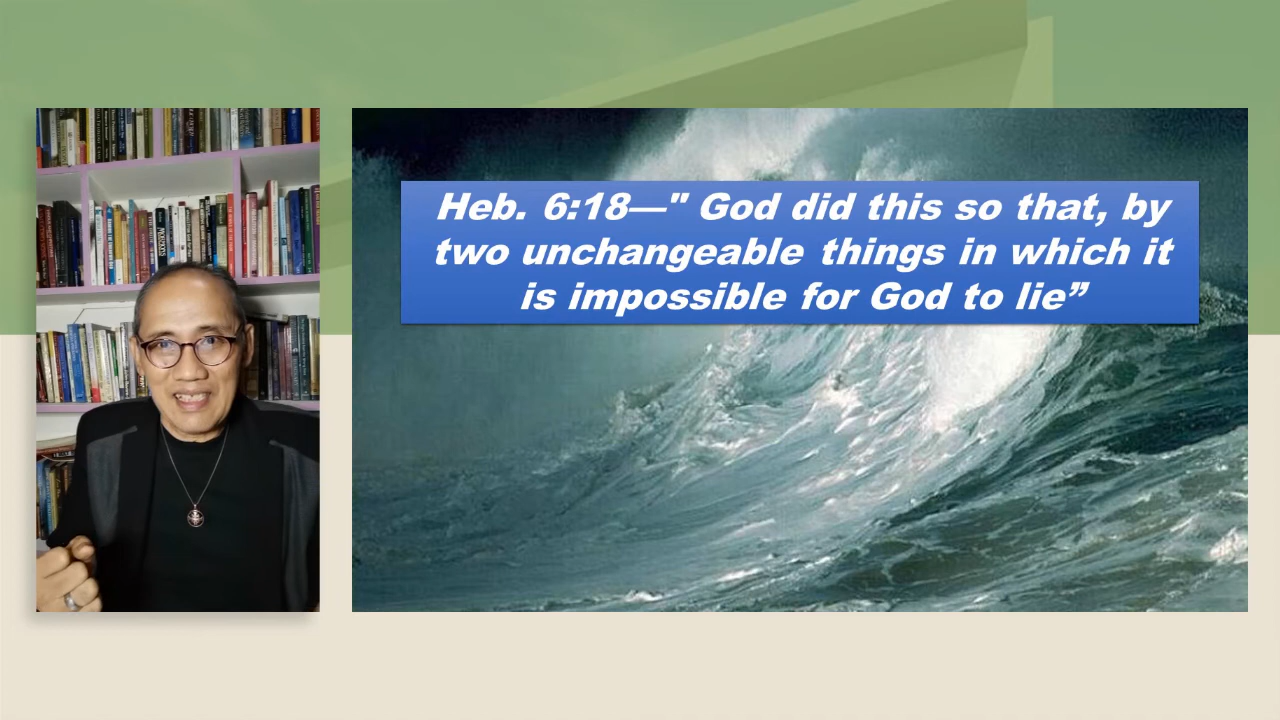 Heb. 6:18—" God did this so that, by
two unchangeable things in which it
is impossible for God to lie”